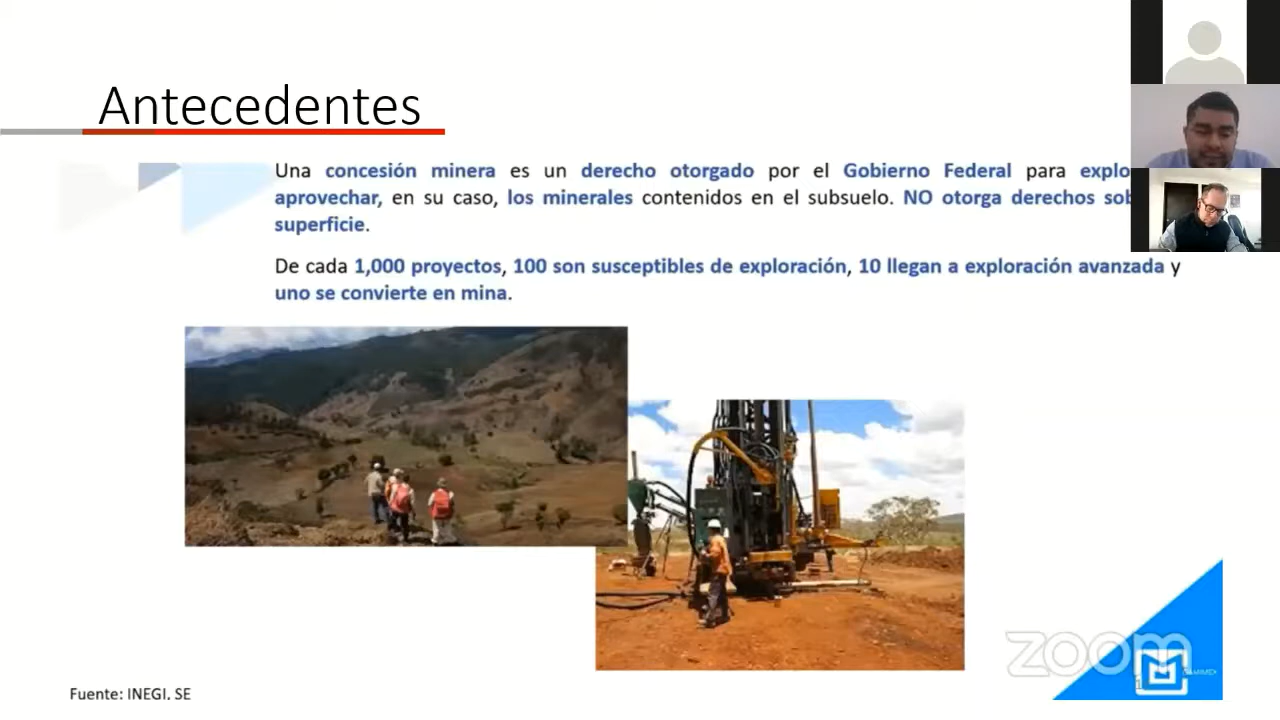 Antecedentes
Una concesión minera es un derecho otorgado por el Gobierno Federal para
aprovechar, en su caso, los minerales contenidos en el subsuelo. NO otorga derechos
superficie.
De cada 1,000 proyectos, 100 son susceptibles de exploración, 10 llegan a exploración avanzada y
uno se convierte en mina.
zoom
Fuente: INEGI. SE